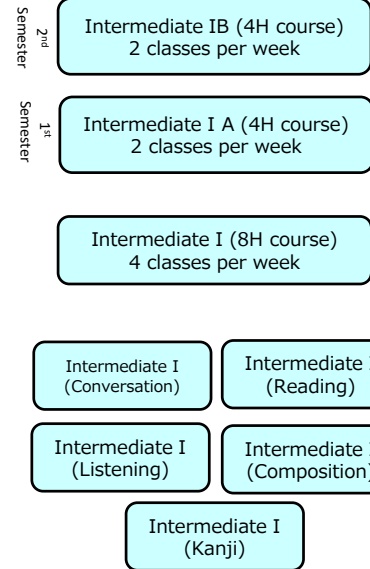 2nd
Semester
Intermediate IB (4H course)
2 classes per week
1st
Semester
Intermediate I A (4H course)
2 classes per week
Intermediate I (8H course)
4 classes per week
Intermediate I
(Conversation)
Intermediate
(Reading)
Intermediate I
(Listening)
Intermediate
(Composition)
Intermediate I
(Kanji)